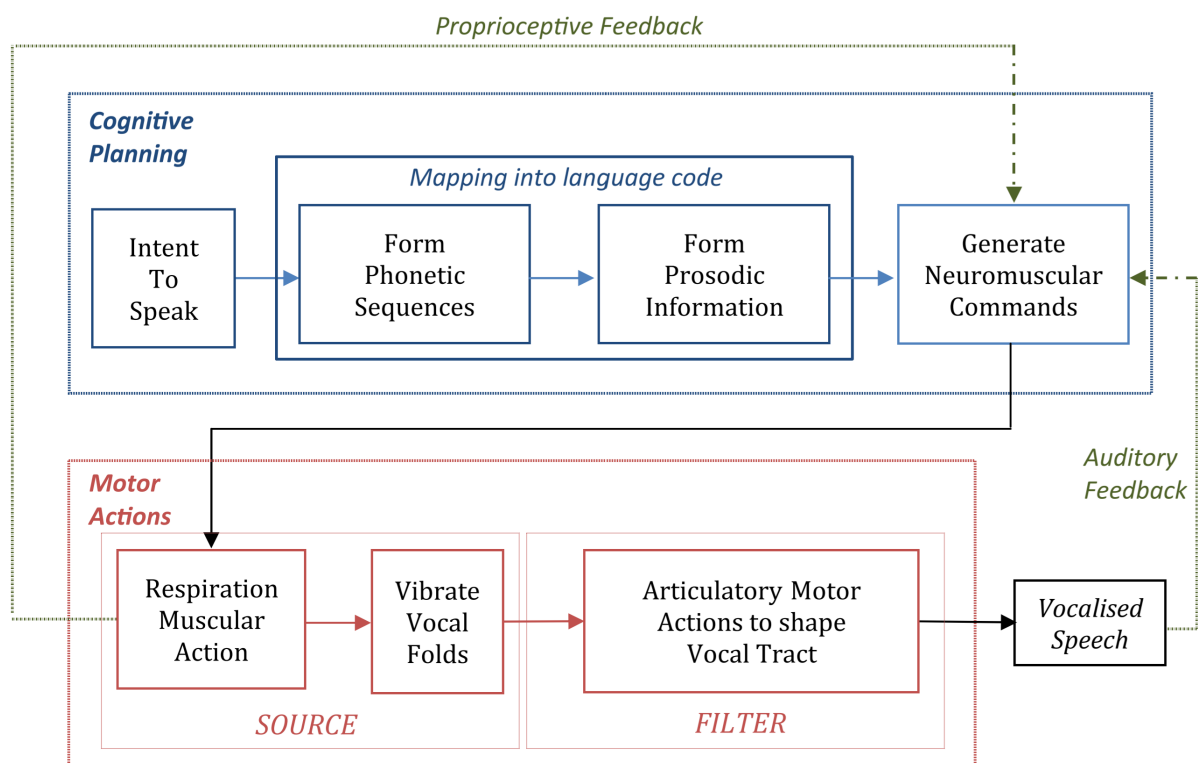 Proprioceptive Feedback
Cognitive
Planning
Mapping into language code
Intent
To
Speak
Form
Phonetic
Sequences
Form
Prosodic
Information
Generate
Neuromuscular
Commands
Auditory
Feedback
Motor
Actions
Respiration
Muscular
Action
Vibrate
Vocal
Folds
Articulatory Motor
Actions to shape
Vocal Tract
Vocalised
Speech
SOURCE
FILTER